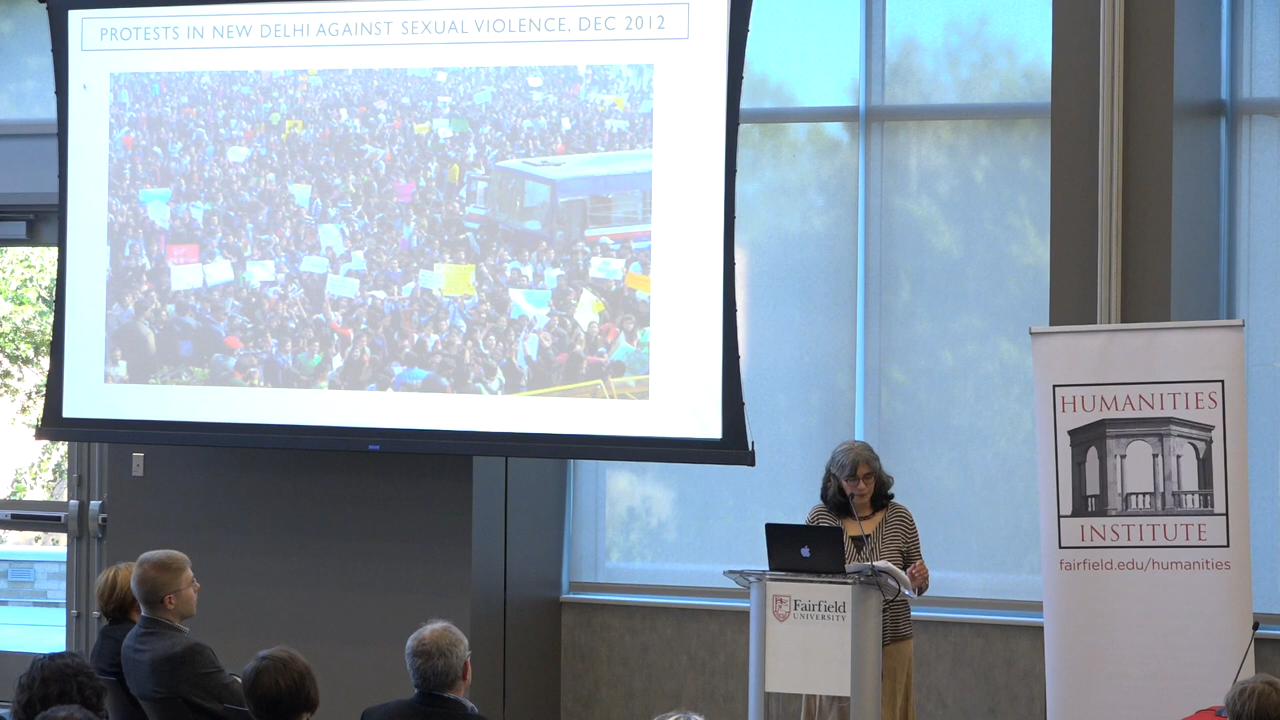 PROTESTS IN NEW DELHI AGAINST SEXUAL VIOLENCE, DEC 2012
HUMANITIES
INSTITUTE
fairfield.edu/humanities
Fairfield
UNIVERSITY